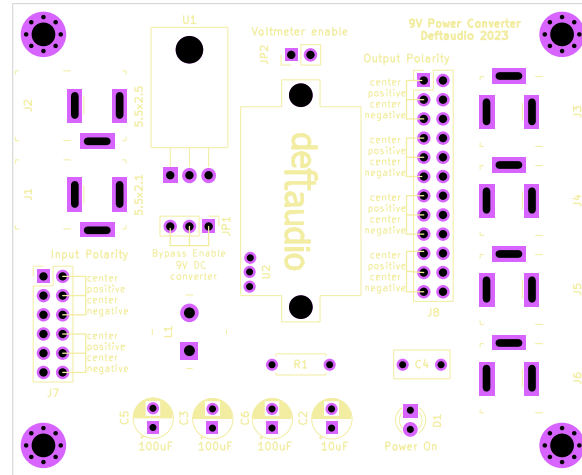 9V Power Converter
Deftaudio 2023
U1
Voltmeter enable
JP2
Output Polarity
J2
5.5x2.5
center
positive
center
negative
center
positive
center
negative
center
positive
center
negative
center
positive
center
negative
J3
J1
5.5x2.1
deftaudio
J4
JP1
Bypass Enable
9V DC
converter
U2
Input Polarity
center
positive
center
negative
center
positive
center
negative
J7
L1
J8
J5
R1
C4
J6
C5
100uF
C3
100uF
C6
100uF
C2
10uF
D1
Power On